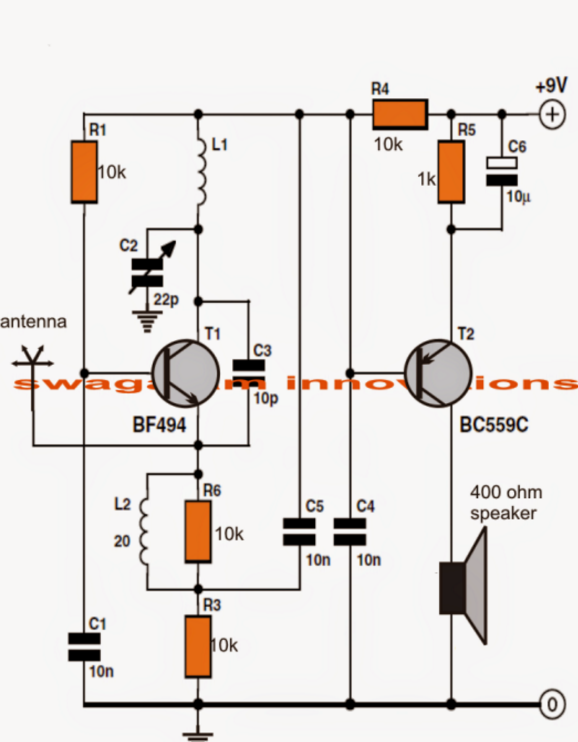 +9V
R4
10k
R1
10k
L1
R5
1k
C6
10µ
C2
22p
antenna
T1
T2
C3
10p
swagatam innovations
BF494
BC559C
R6
10k
L2
20
C5
10n
C4
10n
400 ohm
speaker
R3
10k
C1
10n
0